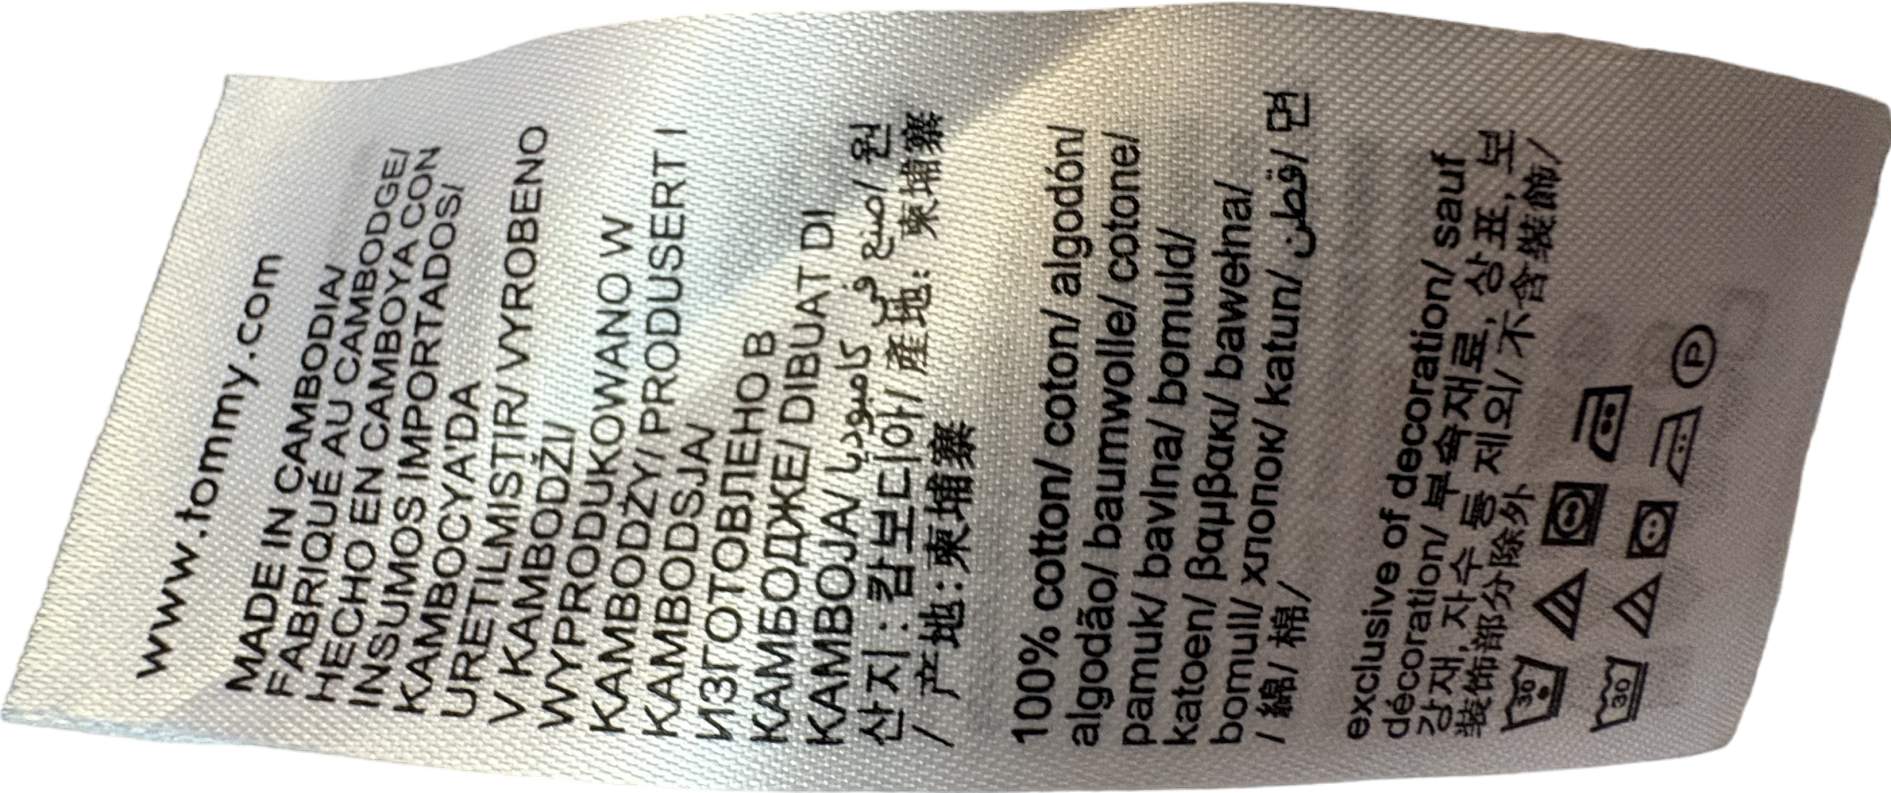 www.tommy.com
MADE IN CAMBODIA/
FABRIQUÉ AU CAMBODGE/
HECHO EN CAMBOYA CON
INSUMOS IMPORTADOS/
KAMBOÇYA'DA
URETILMISTIR/ VYROBENO
V KAMBODŽI/
WYPRODUKOWANO W
KAMBODŻY/ PRODUSERT I
KAMBODSJA/
ИЗГОТОВЛЕНО В
КАМБОДЖЕ/ DIBUAT DI
KAMBOJA/ صنع في كامبوديا/ 원
산지: 캄보디아/ 產地: 柬埔寨
/ 产地:柬埔寨
100% cotton/ coton/ algodón/
algodão/ baumwolle/ cotone/
pamuk/ bavlna/ bomuld/
katoen/ βαμβακι/ bawełna/
bomull/ хлопок/ katun/ قطن/ 면
/ 綿/ 棉/
exclusive of decoration/ sauf
décoration/ 부속재료, 상표, 보
강재, 자수 등 제외/ 不含裝飾/
装饰部分除外
30
30 P